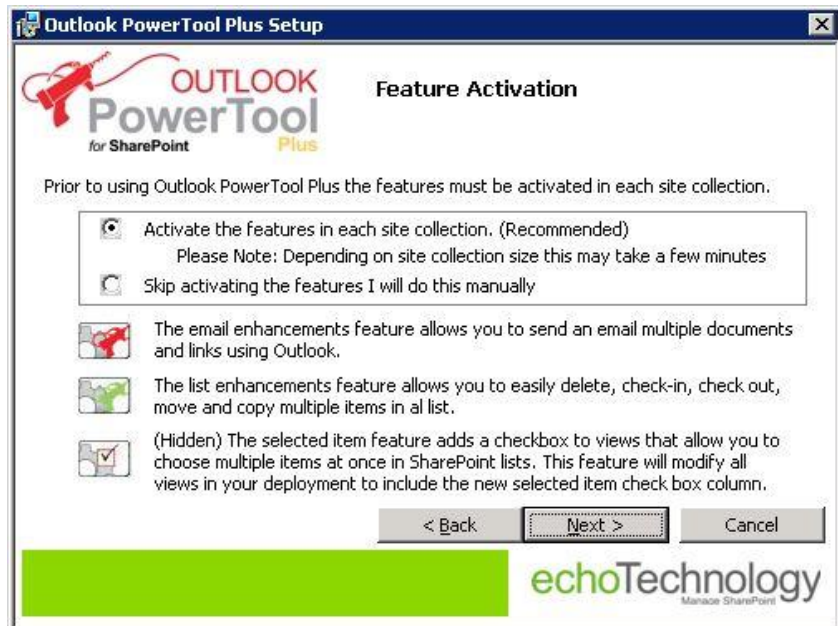 Outlook PowerTool Plus Setup
OUTLOOK
PowerTool
for SharePoint Plus
Feature Activation
Prior to using Outlook PowerTool Plus the features must be activated in each site collection.
Activate the features in each site collection. (Recommended)
Please Note: Depending on site collection size this may take a few minutes
Skip activating the features I will do this manually
The email enhancements feature allows you to send an email multiple documents
and links using Outlook.
The list enhancements feature allows you to easily delete, check-in, check out,
move and copy multiple items in al list.
(Hidden) The selected item feature adds a checkbox to views that allow you to
choose multiple items at once in SharePoint lists. This feature will modify all
views in your deployment to include the new selected item check box column.
< Back Next > Cancel
echoTechnology
Manage SharePoint